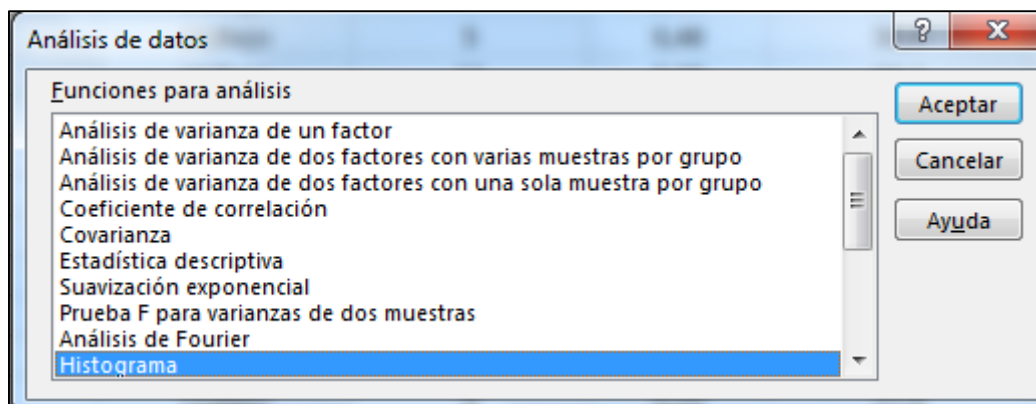 Análisis de datos
Funciones para análisis
Análisis de varianza de un factor
Análisis de varianza de dos factores con varias muestras por grupo
Análisis de varianza de dos factores con una sola muestra por grupo
Coeficiente de correlación
Covarianza
Estadística descriptiva
Suavización exponencial
Prueba F para varianzas de dos muestras
Análisis de Fourier
Histograma
Aceptar
Cancelar
Ayuda